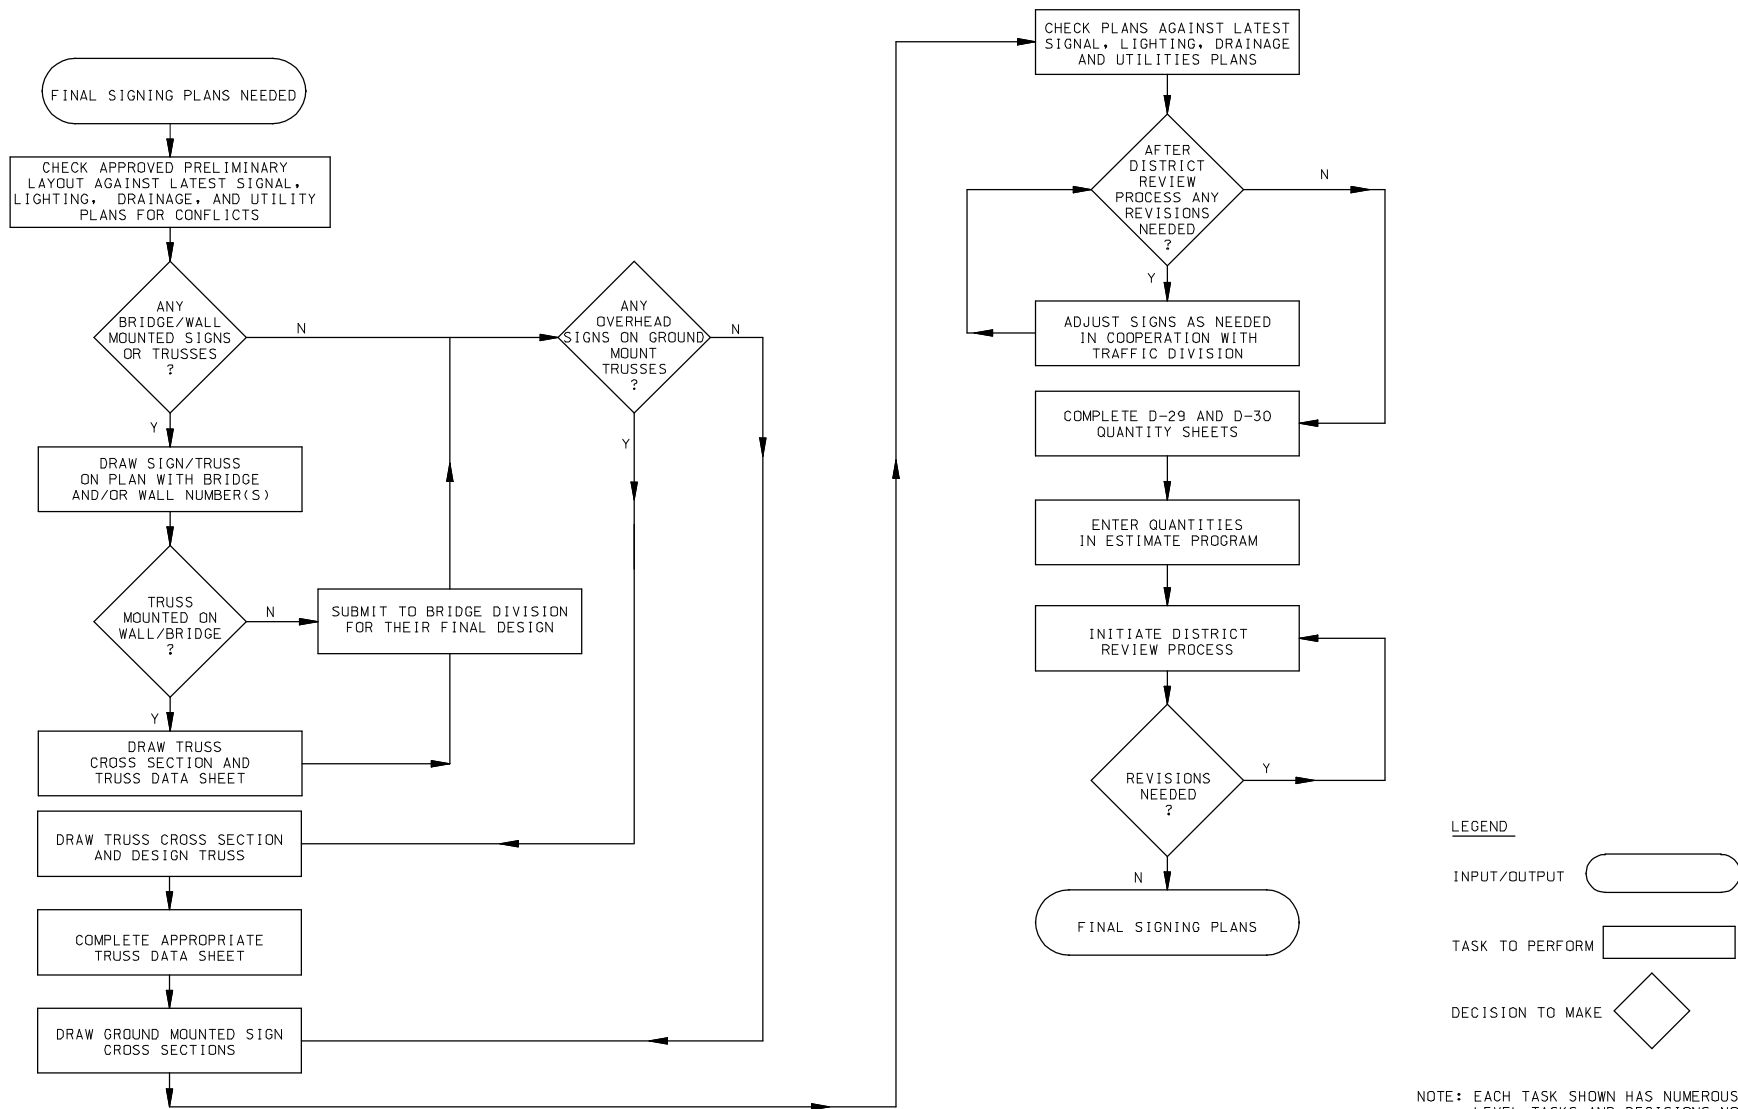 FINAL SIGNING PLANS NEEDED
CHECK APPROVED PRELIMINARY
LAYOUT AGAINST LATEST SIGNAL,
LIGHTING, DRAINAGE, AND UTILITY
PLANS FOR CONFLICTS
ANY
BRIDGE/WALL
MOUNTED SIGNS
OR TRUSSES
?
N
Y
DRAW SIGN/TRUSS
ON PLAN WITH BRIDGE
AND/OR WALL NUMBER(S)
TRUSS
MOUNTED ON
WALL/BRIDGE
?
N
Y
SUBMIT TO BRIDGE DIVISION
FOR THEIR FINAL DESIGN
DRAW TRUSS
CROSS SECTION AND
TRUSS DATA SHEET
ANY
OVERHEAD
SIGNS ON GROUND
MOUNT
TRUSSES
?
N
Y
DRAW TRUSS CROSS SECTION
AND DESIGN TRUSS
COMPLETE APPROPRIATE
TRUSS DATA SHEET
DRAW GROUND MOUNTED SIGN
CROSS SECTIONS
CHECK PLANS AGAINST LATEST
SIGNAL, LIGHTING, DRAINAGE
AND UTILITIES PLANS
AFTER
DISTRICT
REVIEW
PROCESS ANY
REVISIONS
NEEDED
?
N
Y
ADJUST SIGNS AS NEEDED
IN COOPERATION WITH
TRAFFIC DIVISION
COMPLETE D-29 AND D-30
QUANTITY SHEETS
ENTER QUANTITIES
IN ESTIMATE PROGRAM
INITIATE DISTRICT
REVIEW PROCESS
REVISIONS
NEEDED
?
Y
N
FINAL SIGNING PLANS
LEGEND
INPUT/OUTPUT
TASK TO PERFORM
DECISION TO MAKE
NOTE: EACH TASK SHOWN HAS NUMEROUS
LEVEL TASKS AND DECISIONS